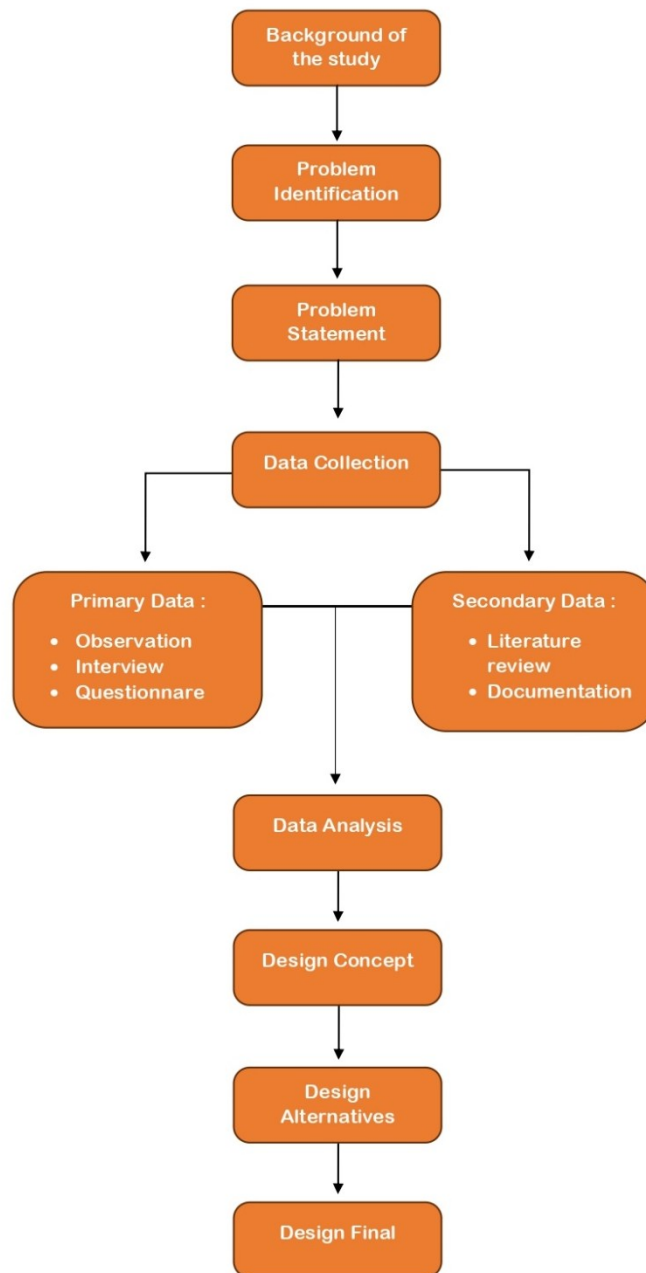 Background of
the study
Problem
Identification
Problem
Statement
Data Collection
Primary Data :
• Observation
• Interview
• Questionnare
Secondary Data :
• Literature
review
• Documentation
Data Analysis
Design Concept
Design
Alternatives
Design Final